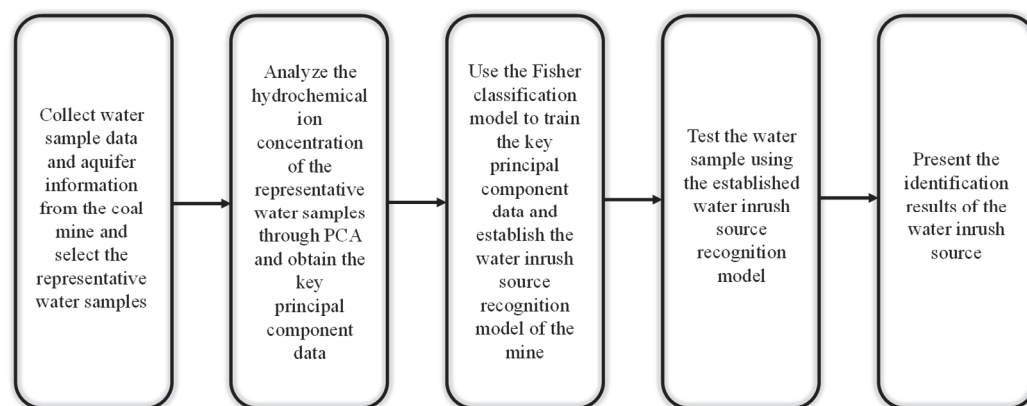 Collect water
sample data
and aquifer
information
from the coal
mine and
select the
representative
water samples
Analyze the
hydrochemical
ion
concentration
of the
representative
water samples
through PCA
and obtain the
key
principal
component
data
Use the Fisher
classification
model to train
the key
principal
component
data and
establish the
water inrush
source
recognition
model of the
mine
Test the water
sample using
the established
water inrush
source
recognition
model
Present the
identification
results of the
water inrush
source